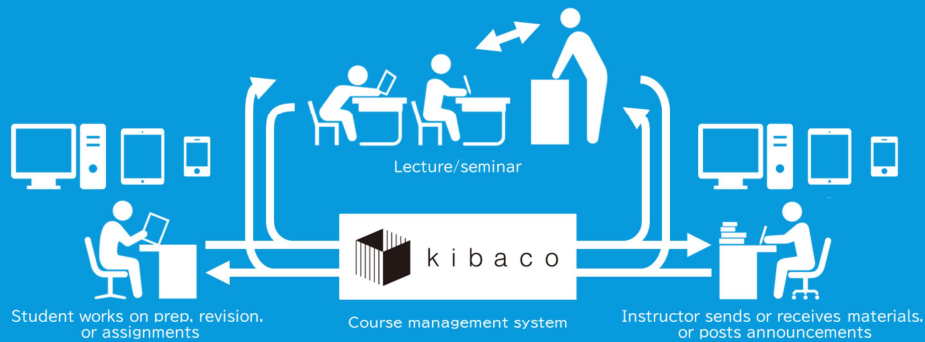 Lecture/seminar
kibaco
Student works on prep, revision,
or assignments
Course management system
Instructor sends or receives materials,
or posts announcements